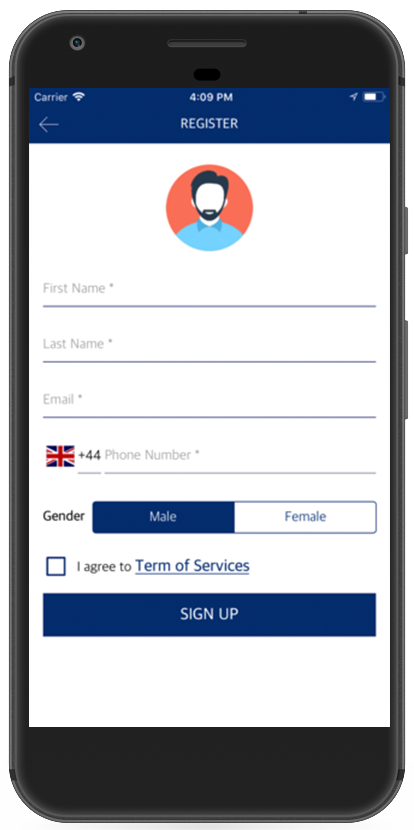 Carrier 4:09 PM
REGISTER
First Name *
Last Name *
Email *
+44 Phone Number *
Gender Male Female
I agree to Term of Services
SIGN UP